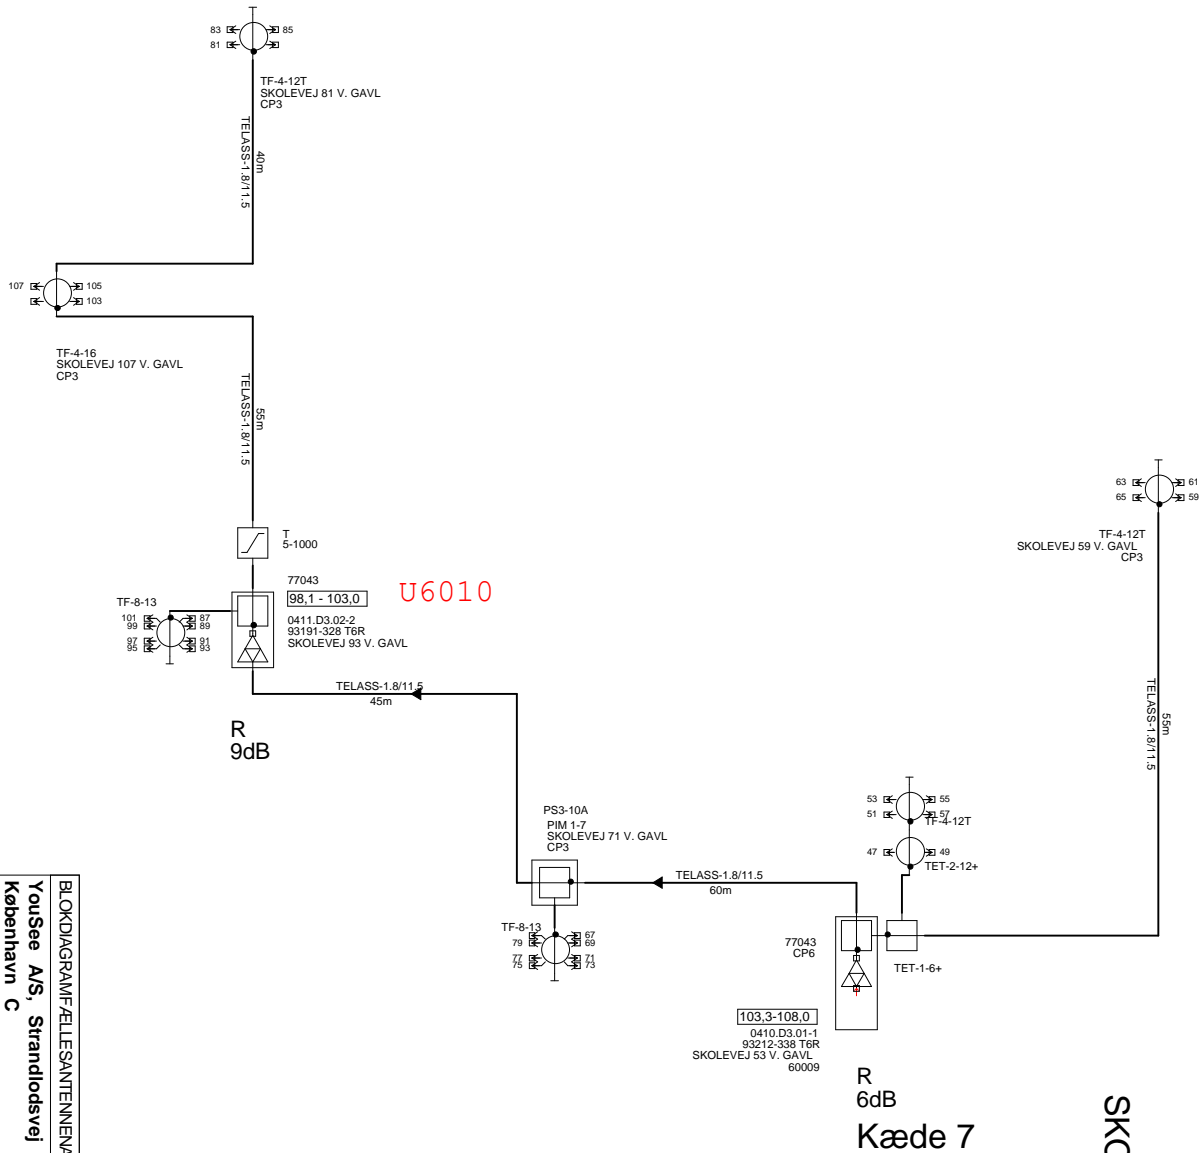 83
85
81
TF-4-12T
SKOLEVEJ 81 V. GAVL
CP3
40m
TELASS-1.8/11.5
107
105
103
TF-4-16
SKOLEVEJ 107 V. GAVL
CP3
55m
TELASS-1.8/11.5
T
5-1000
77043
98,1 - 103,0
U6010
0411.D3.02-2
93191-328 T6R
SKOLEVEJ 93 V. GAVL
TF-8-13
101
87
99
89
97
91
95
93
TELASS-1.8/11.5
45m
R
9dB
63
61
65
59
TF-4-12T
SKOLEVEJ 59 V. GAVL
CP3
55m
TELASS-1.8/11.5
PS3-10A
PIM 1-7
SKOLEVEJ 71 V. GAVL
CP3
TELASS-1.8/11.5
60m
TF-8-13
67
79
69
77
71
75
73
53
55
51
57
TF-4-12T
47
49
TET-2-12+
77043
CP6
TET-1-6+
103,3-108,0
0410.D3.01-1
93212-338 T6R
SKOLEVEJ 53 V. GAVL
60009
R
6dB
Kæde 7
BLOKDIAGRAMFÆLLESANTENNENA
YouSee A/S, Strandlodsvej
København C